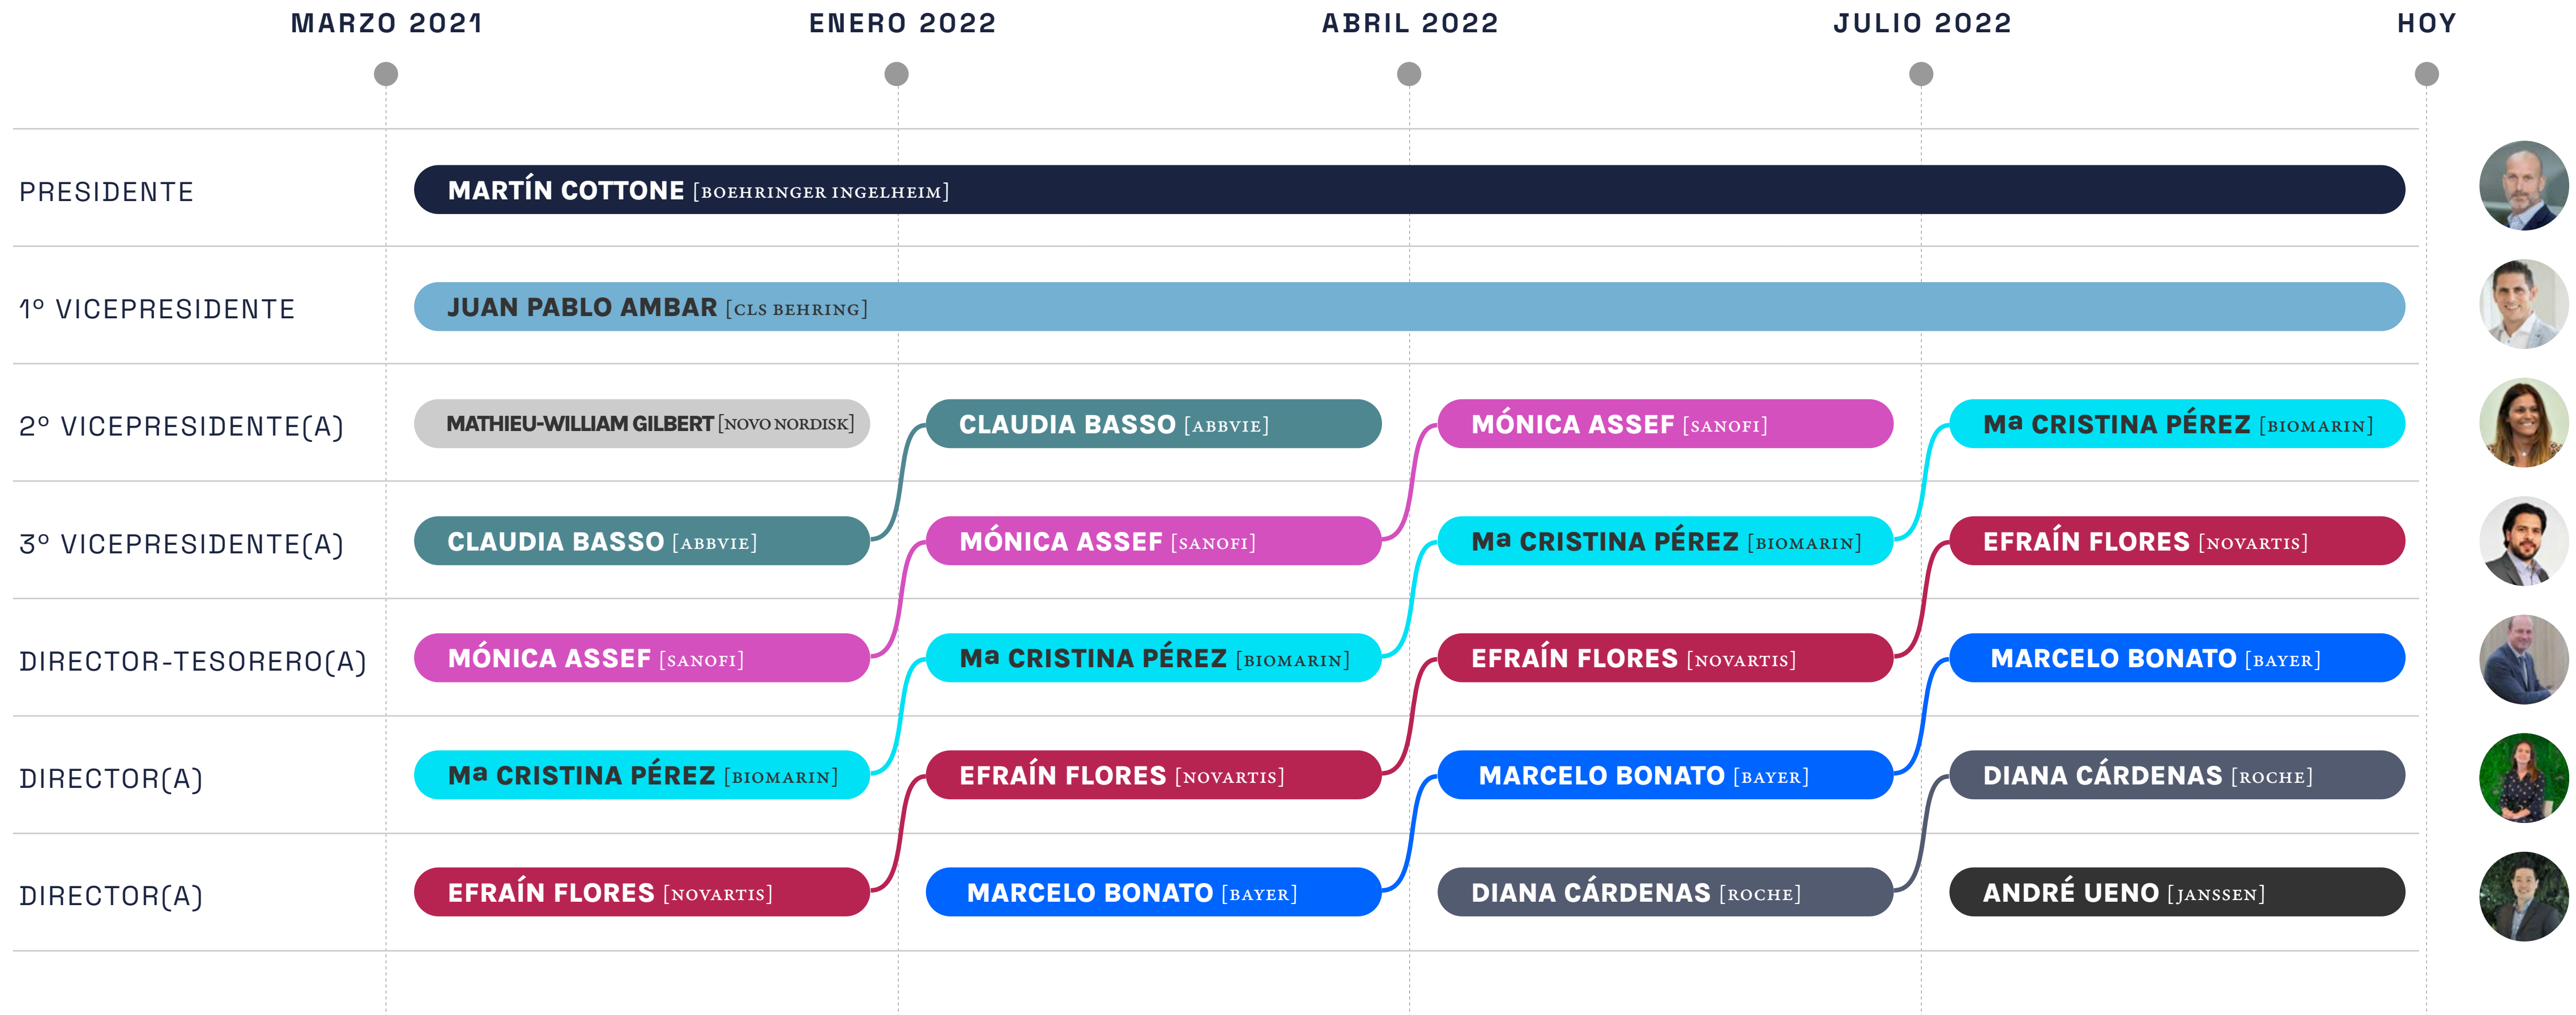 MARZO 2021 ENERO 2022 ABRIL 2022 JULIO 2022 HOY
PRESIDENTE MARTÍN COTTONE [BOEHRINGER INGELHEIM]
1º VICEPRESIDENTE JUAN PABLO AMBAR [CLS BEHRING]
2º VICEPRESIDENTE(A) MATHIEU-WILLIAM GILBERT [NOVO NORDISK] CLAUDIA BASSO [ABBVIE] MÓNICA ASSEF [SANOFI] Mª CRISTINA PÉREZ [BIOMARIN]
3º VICEPRESIDENTE(A) CLAUDIA BASSO [ABBVIE] MÓNICA ASSEF [SANOFI] Mª CRISTINA PÉREZ [BIOMARIN] EFRAÍN FLORES [NOVARTIS]
DIRECTOR-TESORERO(A) MÓNICA ASSEF [SANOFI] Mª CRISTINA PÉREZ [BIOMARIN] EFRAÍN FLORES [NOVARTIS] MARCELO BONATO [BAYER]
DIRECTOR(A) Mª CRISTINA PÉREZ [BIOMARIN] EFRAÍN FLORES [NOVARTIS] MARCELO BONATO [BAYER] DIANA CÁRDENAS [ROCHE]
DIRECTOR(A) EFRAÍN FLORES [NOVARTIS] MARCELO BONATO [BAYER] DIANA CÁRDENAS [ROCHE] ANDRÉ UENO [JANSSEN]